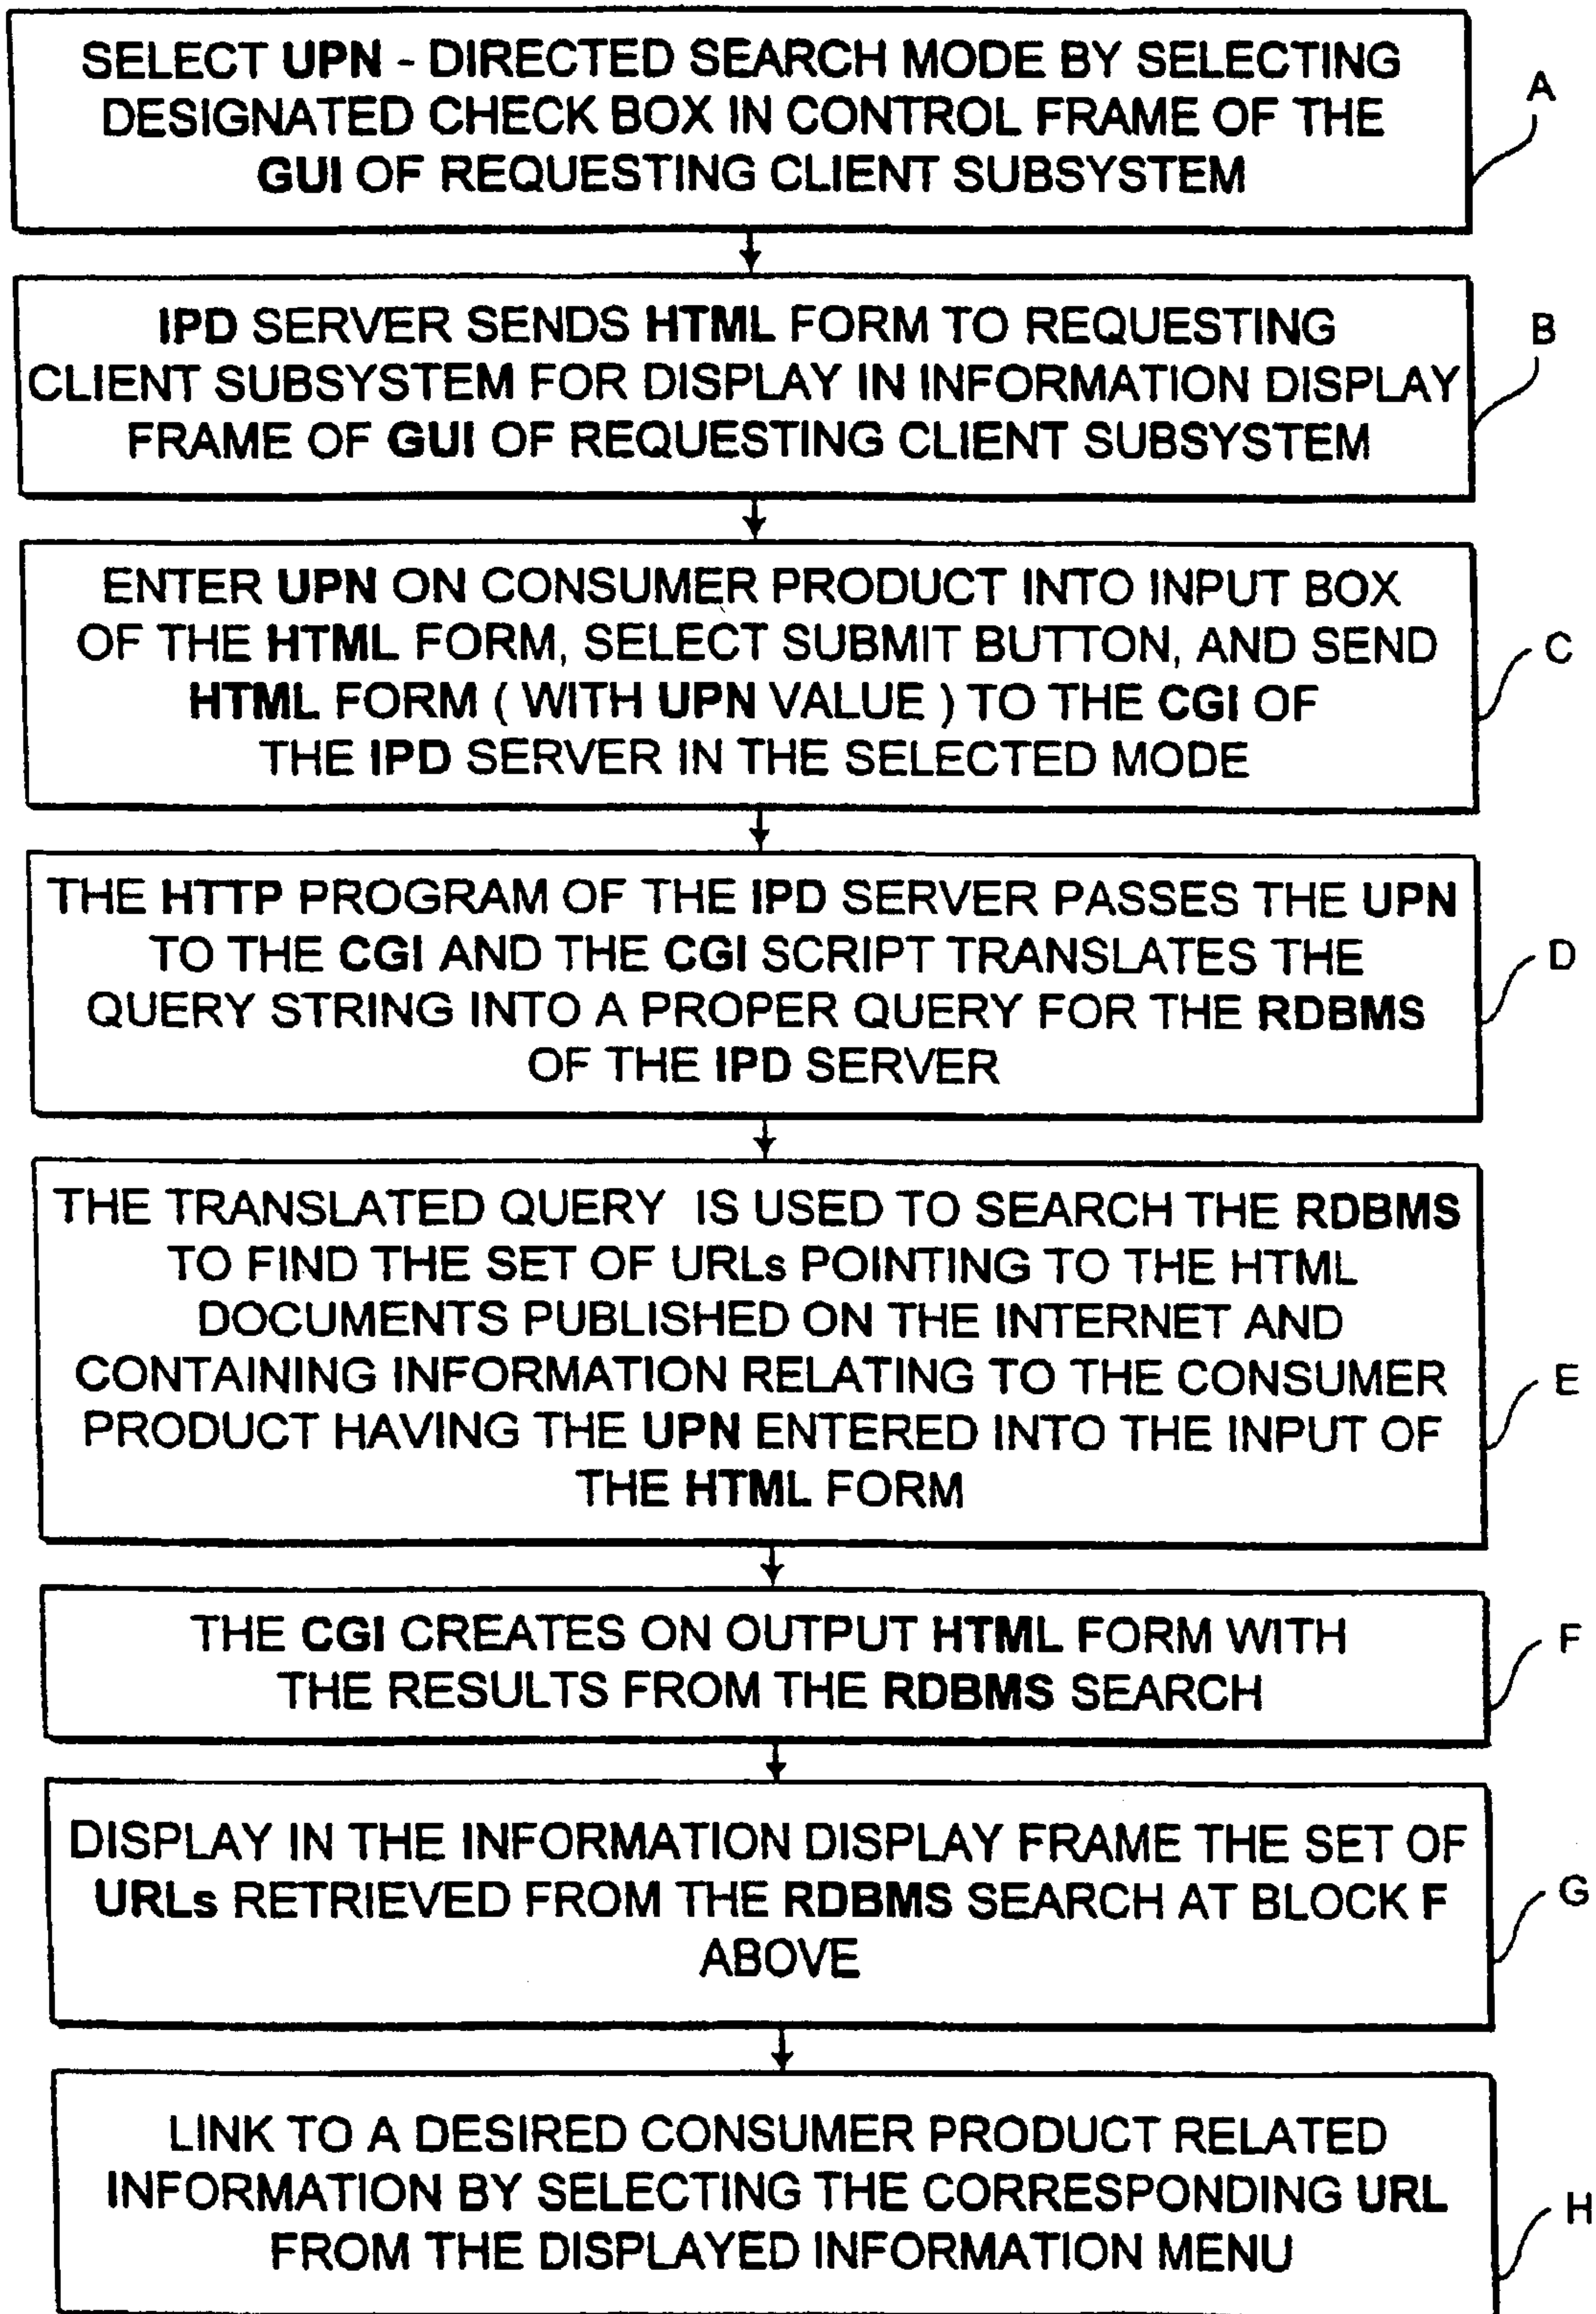 SELECT UPN - DIRECTED SEARCH MODE BY SELECTING
DESIGNATED CHECK BOX IN CONTROL FRAME OF THE
GUI OF REQUESTING CLIENT SUBSYSTEM
A
IPD SERVER SENDS HTML FORM TO REQUESTING
CLIENT SUBSYSTEM FOR DISPLAY IN INFORMATION DISPLAY
FRAME OF GUI OF REQUESTING CLIENT SUBSYSTEM
B
ENTER UPN ON CONSUMER PRODUCT INTO INPUT BOX
OF THE HTML FORM, SELECT SUBMIT BUTTON, AND SEND
HTML FORM ( WITH UPN VALUE ) TO THE CGI OF
THE IPD SERVER IN THE SELECTED MODE
C
THE HTTP PROGRAM OF THE IPD SERVER PASSES THE UPN
TO THE CGI AND THE CGI SCRIPT TRANSLATES THE
QUERY STRING INTO A PROPER QUERY FOR THE RDBMS
OF THE IPD SERVER
D
THE TRANSLATED QUERY IS USED TO SEARCH THE RDBMS
TO FIND THE SET OF URLs POINTING TO THE HTML
DOCUMENTS PUBLISHED ON THE INTERNET AND
CONTAINING INFORMATION RELATING TO THE CONSUMER
PRODUCT HAVING THE UPN ENTERED INTO THE INPUT OF
THE HTML FORM
E
THE CGI CREATES ON OUTPUT HTML FORM WITH
THE RESULTS FROM THE RDBMS SEARCH
F
DISPLAY IN THE INFORMATION DISPLAY FRAME THE SET OF
URLs RETRIEVED FROM THE RDBMS SEARCH AT BLOCK F
ABOVE
G
LINK TO A DESIRED CONSUMER PRODUCT RELATED
INFORMATION BY SELECTING THE CORRESPONDING URL
FROM THE DISPLAYED INFORMATION MENU
H